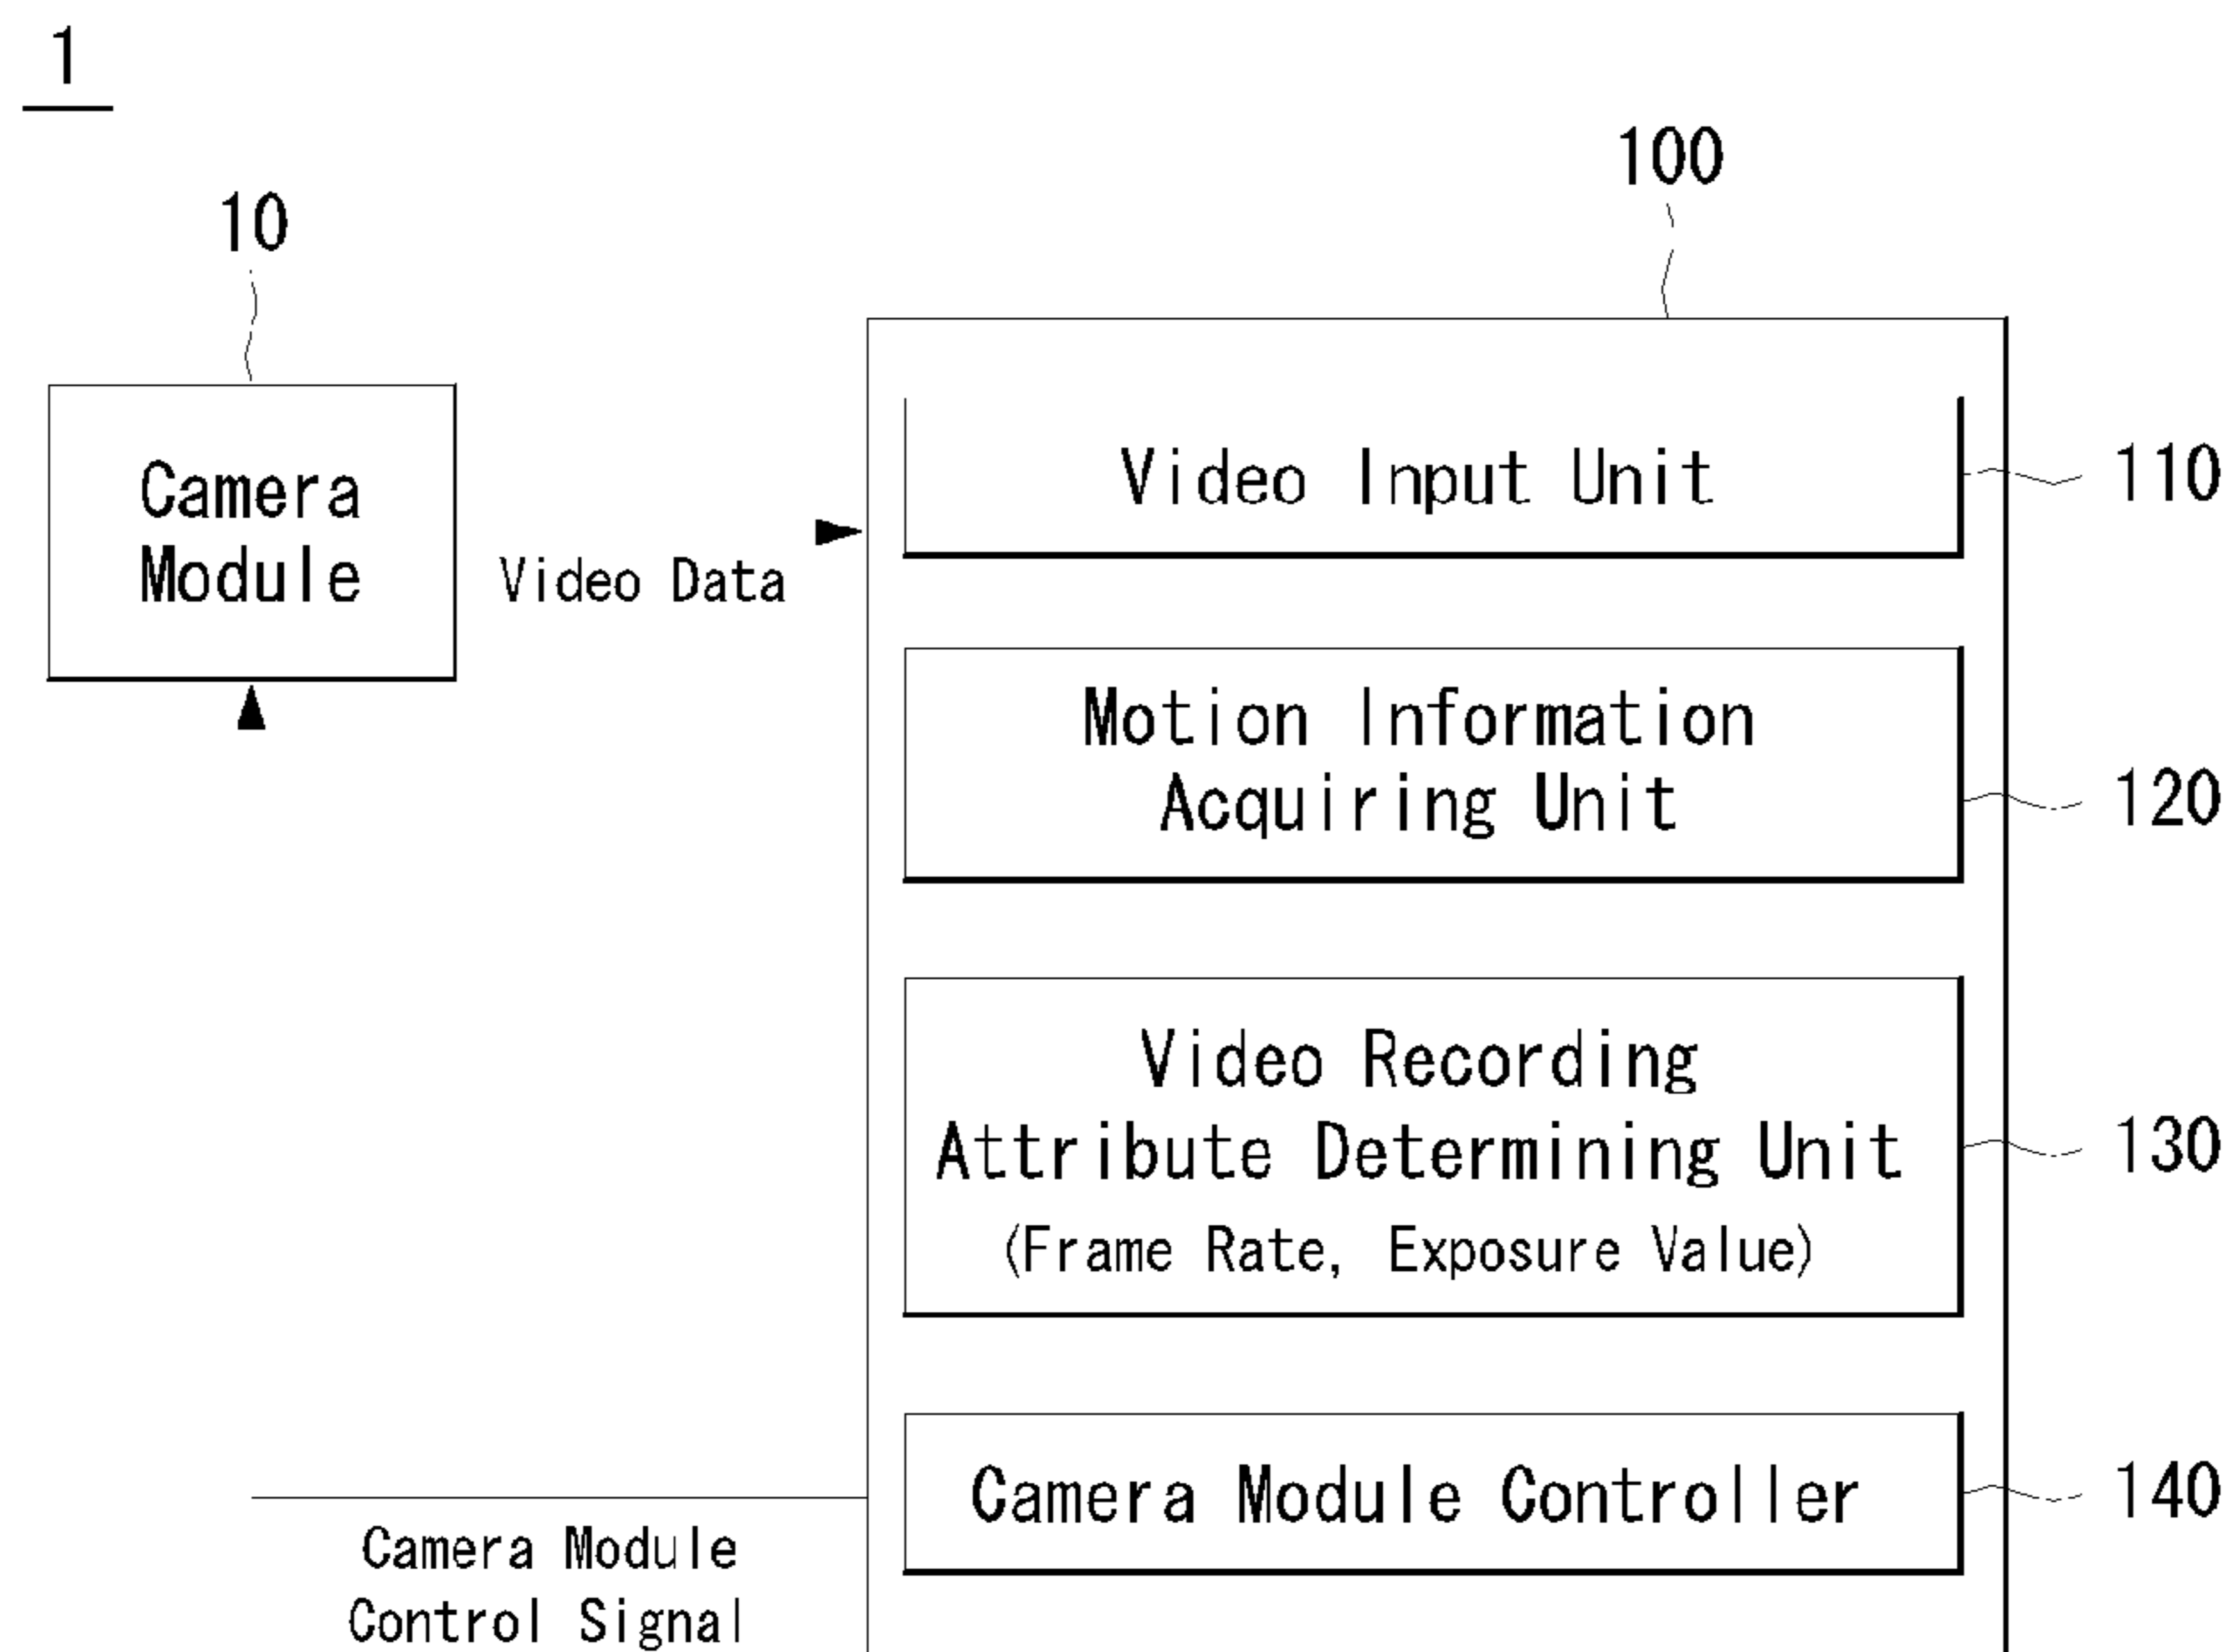 1
100
10
Camera
Module
Video Data
Video Input Unit
110
Motion Information
Acquiring Unit
120
Video Recording
Attribute Determining Unit
(Frame Rate, Exposure Value)
130
Camera Module Controller
140
Camera Module
Control Signal